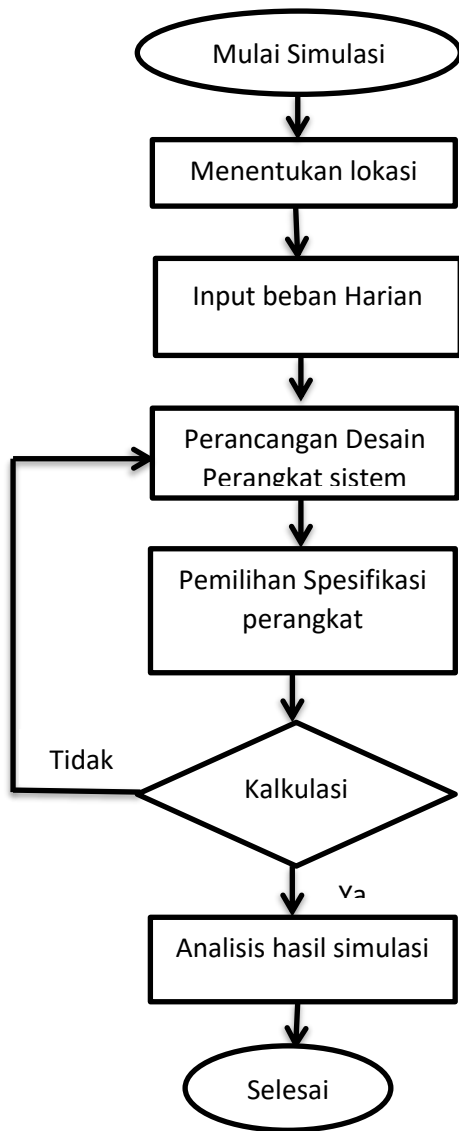 Mulai Simulasi
Menentukan lokasi
Input beban Harian
Perancangan Desain
Perangkat sistem
Pemilihan Spesifikasi
perangkat
Tidak
Kalkulasi
Ya
Analisis hasil simulasi
Selesai